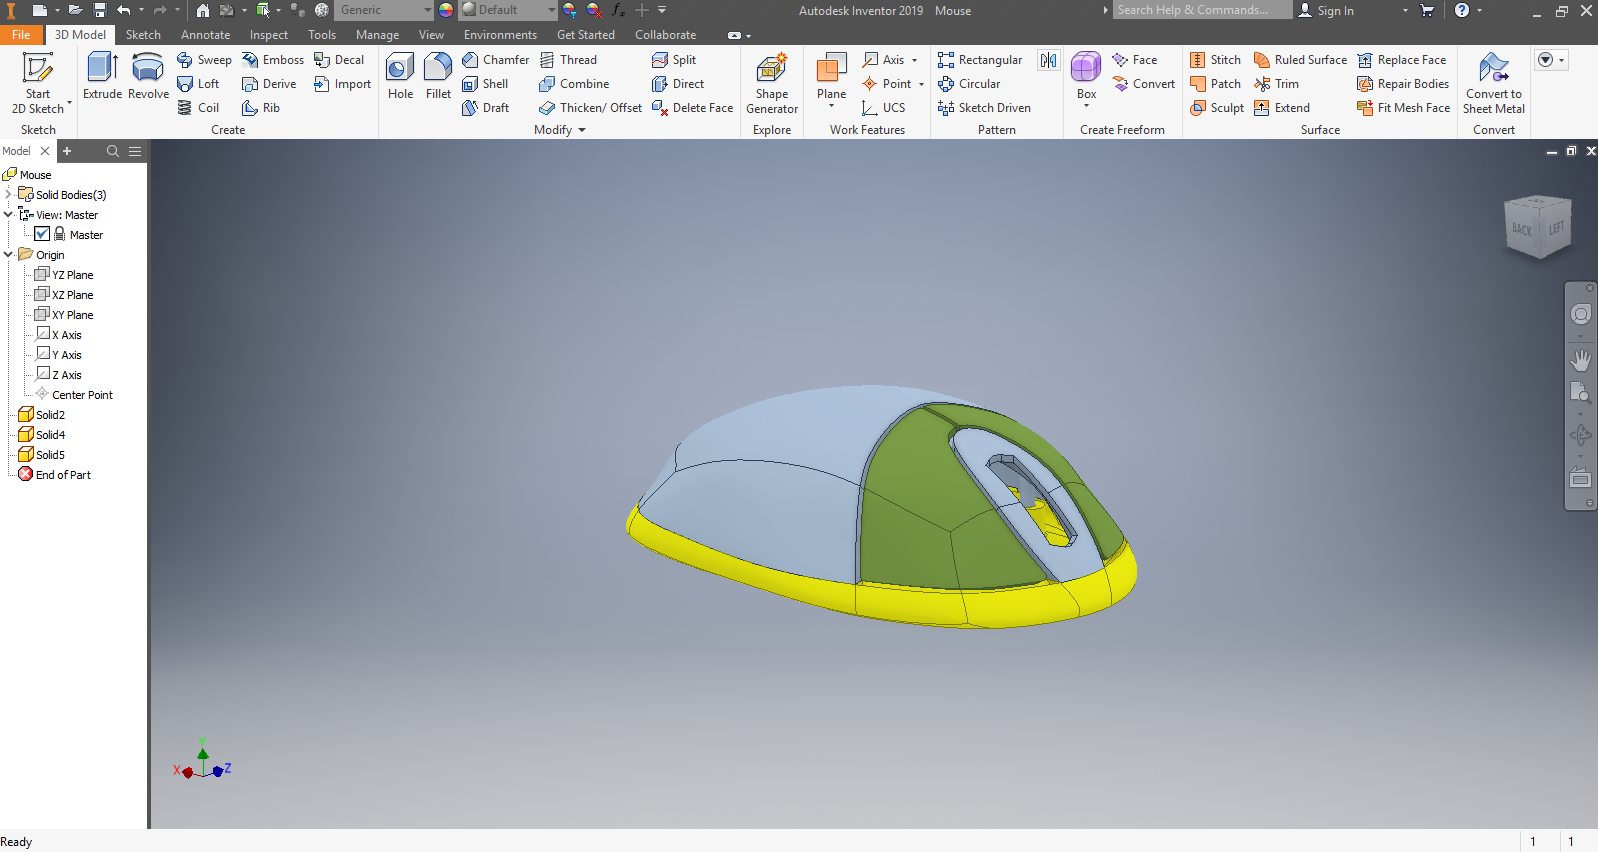 Generic
Default
Autodesk Inventor 2019 Mouse
Search Help & Commands...
Sign In
File 3D Model Sketch Annotate Inspect Tools Manage View Environments Get Started Collaborate
Start
2D Sketch
Sketch
Extrude Revolve
Sweep Emboss Decal
Loft Derive Import
Coil Rib
Create
Hole Fillet
Chamfer Thread Split
Shell Combine Direct
Draft Thicken/ Offset Delete Face
Modify
Shape
Generator
Explore
Plane
Axis
Point
UCS
Work Features
Rectangular
Circular
Sketch Driven
Pattern
Box
Face
Convert
Create Freeform
Stitch Ruled Surface Replace Face
Patch Trim Repair Bodies
Sculpt Extend Fit Mesh Face
Surface
Convert to
Sheet Metal
Convert
Model
Mouse
Solid Bodies(3)
View: Master
Master
Origin
YZ Plane
XZ Plane
XY Plane
X Axis
Y Axis
Z Axis
Center Point
Solid2
Solid4
Solid5
End of Part
BACK LEFT
Y
X Z
Ready
1 1